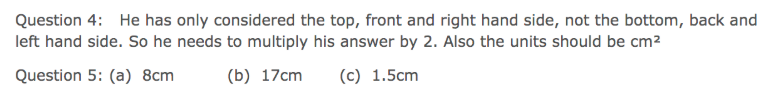 Question 4: He has only considered the top, front and right hand side, not the bottom, back and
left hand side. So he needs to multiply his answer by 2. Also the units should be cm²
Question 5: (a) 8cm (b) 17cm (c) 1.5cm